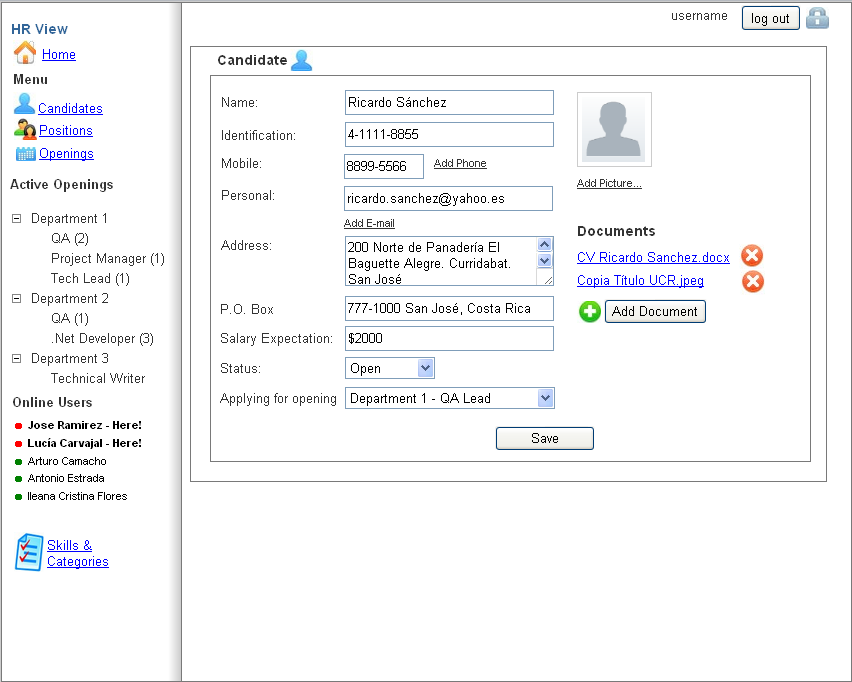 username
log out
HR View
Home
Menu
Candidates
Positions
Openings
Active Openings
Department 1
QA (2)
Project Manager (1)
Tech Lead (1)
Department 2
QA (1)
.Net Developer (3)
Department 3
Technical Writer
Online Users
Jose Ramirez - Here!
Lucía Carvajal - Here!
Arturo Camacho
Antonio Estrada
Ileana Cristina Flores
Skills &
Categories
Candidate
Name: Ricardo Sánchez
Identification: 4-1111-8855
Mobile: 8899-5566 Add Phone
Personal: ricardo.sanchez@yahoo.es
Add E-mail
Address: 200 Norte de Panadería El
Baguette Alegre. Curridabat.
San José
P.O. Box 777-1000 San José, Costa Rica
Salary Expectation: $2000
Status: Open
Applying for opening Department 1 - QA Lead
Save
Add Picture...
Documents
CV Ricardo Sanchez.docx
Copia Título UCR.jpeg
Add Document